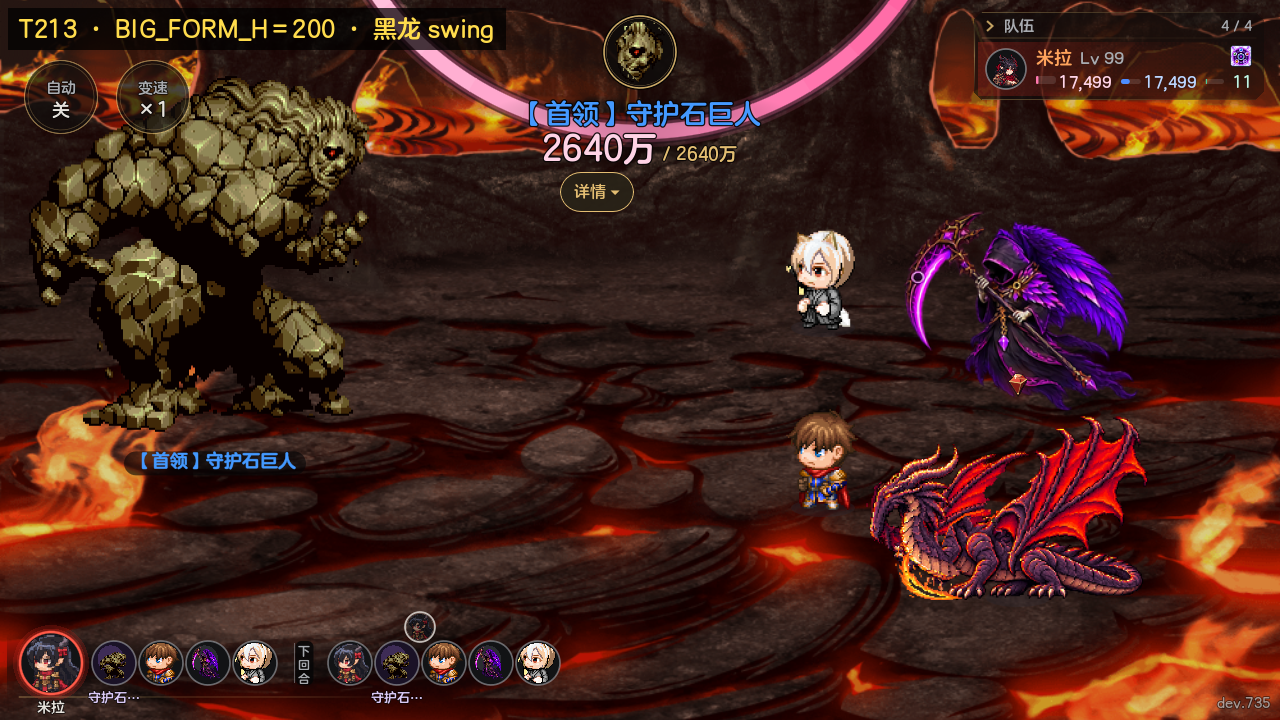 T213 · BIG_FORM_H=200 · 黑龙 swing
自动
关
变速
×1
【首领】守护石巨人
2640万 / 2640万
详情
队伍
4 / 4
米拉 Lv 99
17,499 17,499 11
【首领】守护石巨人
下回合
守护石…
守护石…
米拉
dev.735